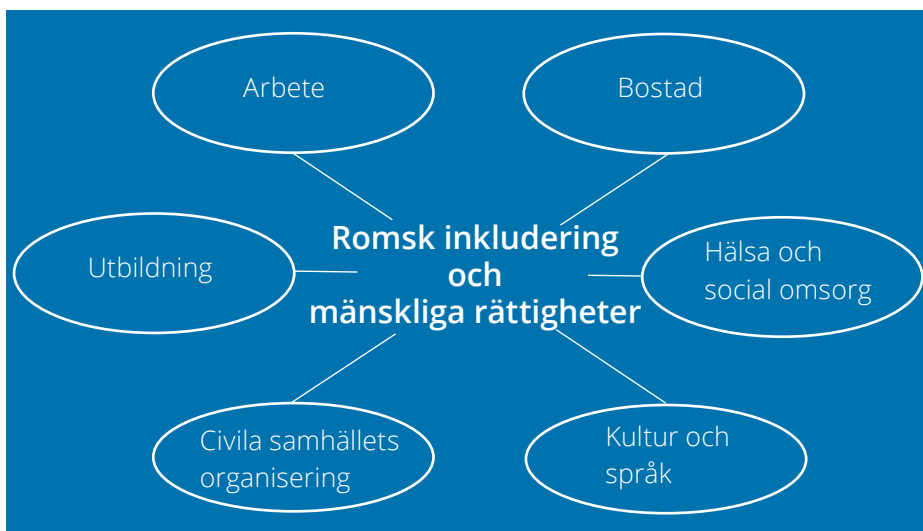 Arbete
Bostad
Romsk inkludering
och
mänskliga rättigheter
Utbildning
Hälsa och
social omsorg
Civila samhällets
organisering
Kultur och
språk